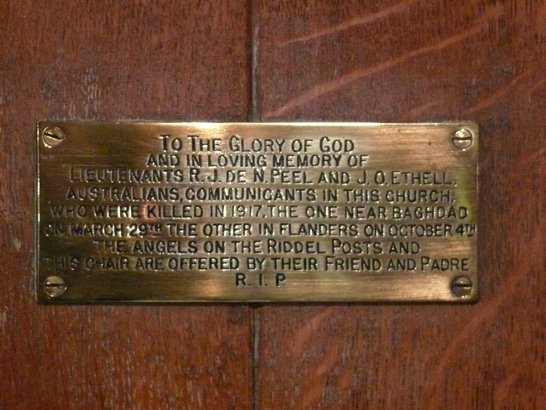 TO THE GLORY OF GOD
AND IN LOVING MEMORY OF
LIEUTENANTS R. J. DE N. PEEL AND J. O. ETHELL.
AUSTRALIANS, COMMUNICANTS IN THIS CHURCH,
WHO WERE KILLED IN 1917. THE ONE NEAR BAGHDAD
ON MARCH 29TH THE OTHER IN FLANDERS ON OCTOBER 4TH
THE ANGELS ON THE RIDDEL POSTS AND
THIS CHAIR ARE OFFERED BY THEIR FRIEND AND PADRE
R. I. P.